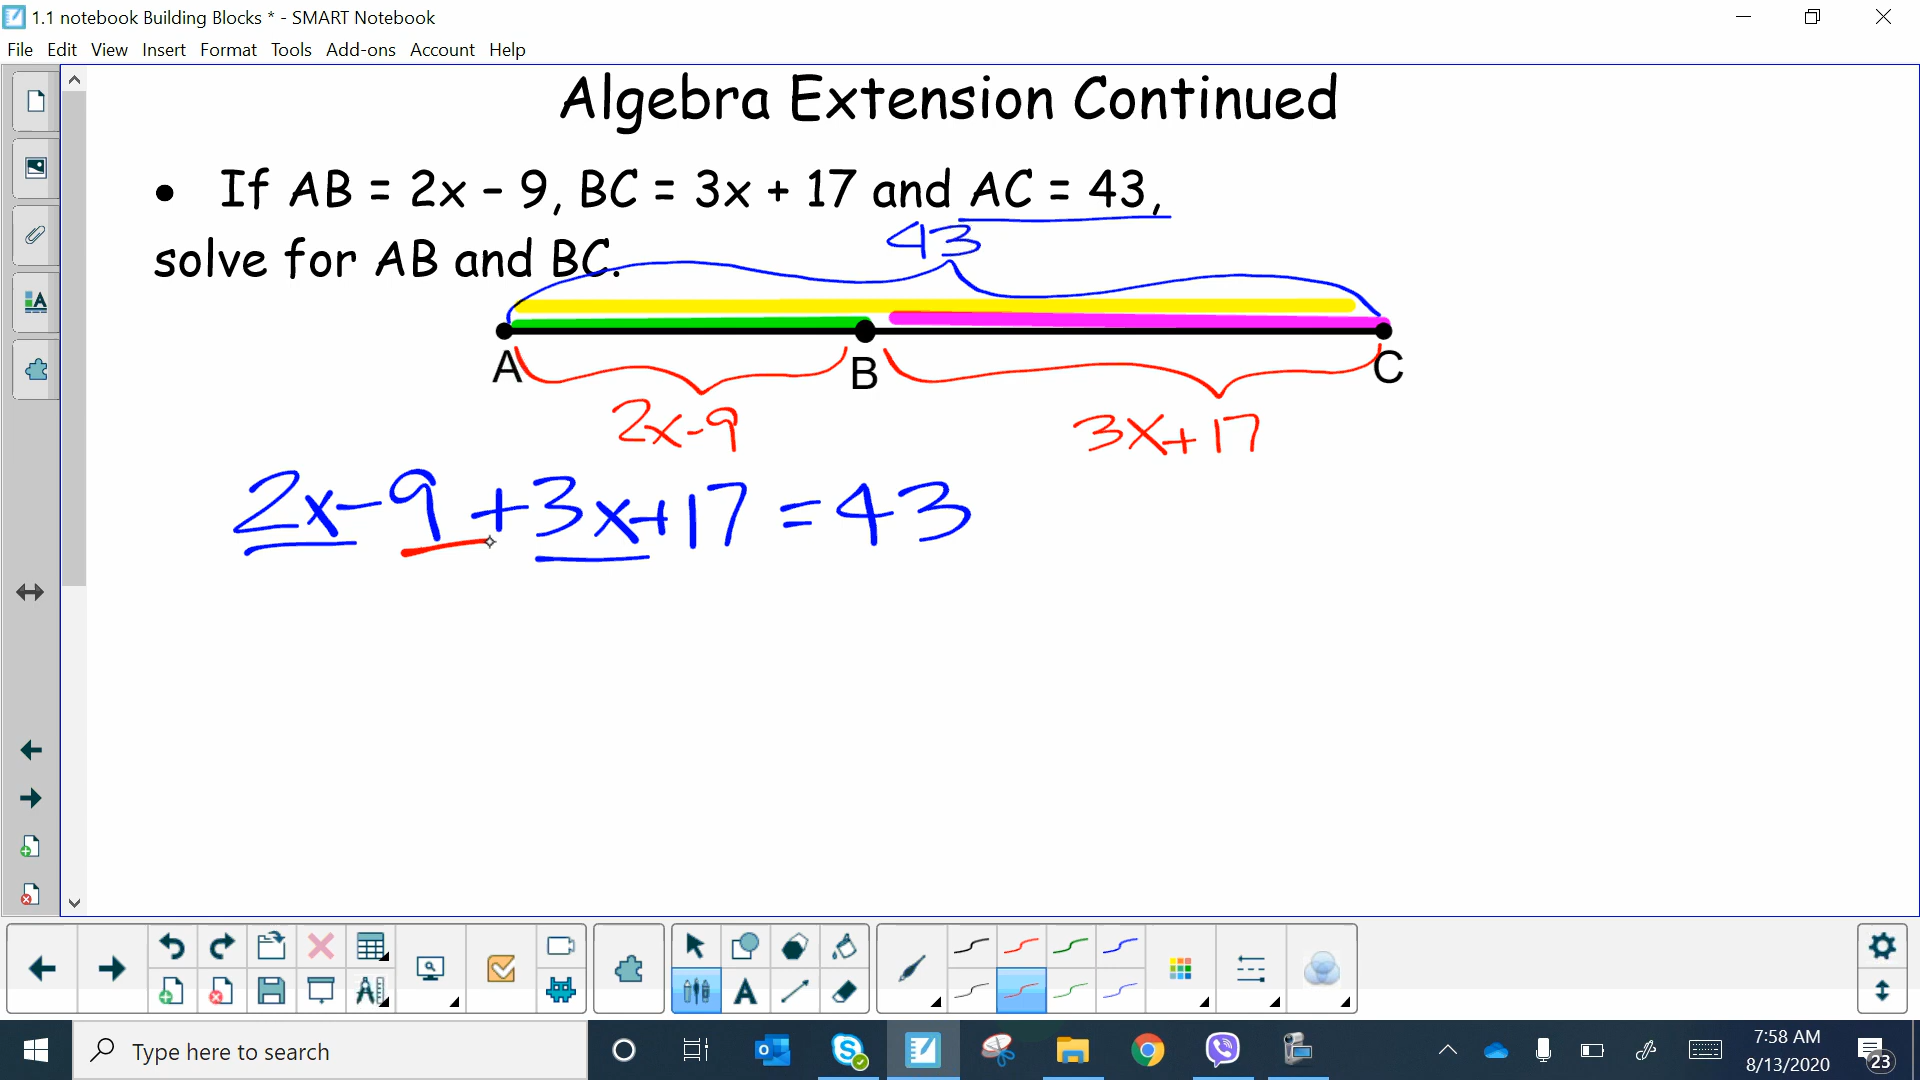 1.1 notebook Building Blocks * - SMART Notebook
File Edit View Insert Format Tools Add-ons Account Help
Algebra Extension Continued
• If AB = 2x – 9, BC = 3x + 17 and AC = 43,
solve for AB and BC.
43
A B C
2x-9 3x+17
2x-9+3x+17=43
Type here to search
7:58 AM
8/13/2020
23